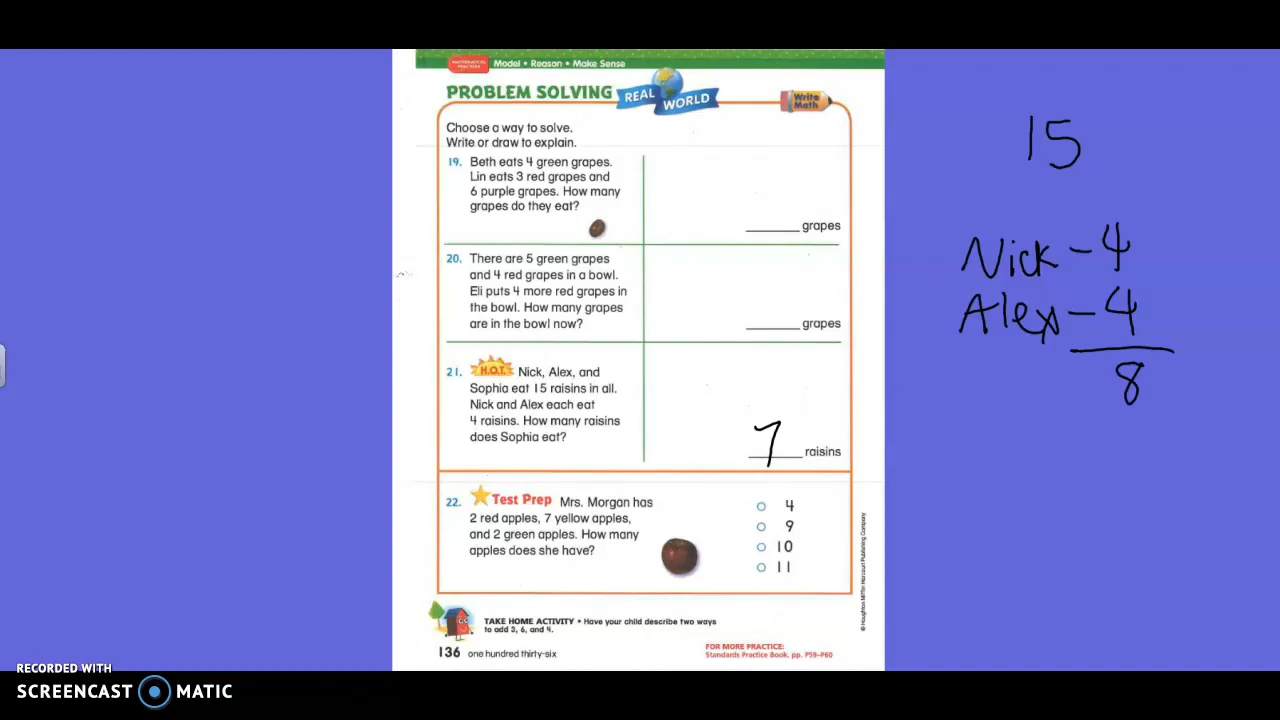 MATHEMATICAL PRACTICES
Model • Reason • Make Sense
PROBLEM SOLVING
REAL WORLD
Write Math
Choose a way to solve.
Write or draw to explain.
19. Beth eats 4 green grapes.
Lin eats 3 red grapes and
6 purple grapes. How many
grapes do they eat?
______ grapes
20. There are 5 green grapes
and 4 red grapes in a bowl.
Eli puts 4 more red grapes in
the bowl. How many grapes
are in the bowl now?
______ grapes
21. H.O.T. Nick, Alex, and
Sophia eat 15 raisins in all.
Nick and Alex each eat
4 raisins. How many raisins
does Sophia eat?
7 raisins
22. Test Prep Mrs. Morgan has
2 red apples, 7 yellow apples,
and 2 green apples. How many
apples does she have?
4
9
10
11
© Houghton Mifflin Harcourt Publishing Company
TAKE HOME ACTIVITY • Have your child describe two ways
to add 3, 6, and 4.
136 one hundred thirty-six
FOR MORE PRACTICE:
Standards Practice Book, pp. P59–P60
15
Nick - 4
Alex - 4
8
RECORDED WITH
SCREENCAST MATIC